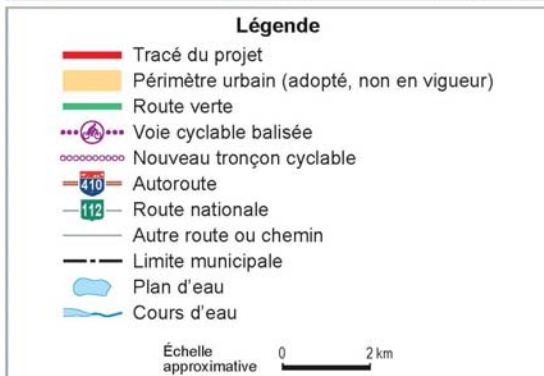 Légende
Tracé du projet
Périmètre urbain (adopté, non en vigueur)
Route verte
Voie cyclable balisée
Nouveau tronçon cyclable
410 Autoroute
112 Route nationale
Autre route ou chemin
Limite municipale
Plan d'eau
Cours d'eau
Échelle approximative 0 2 km